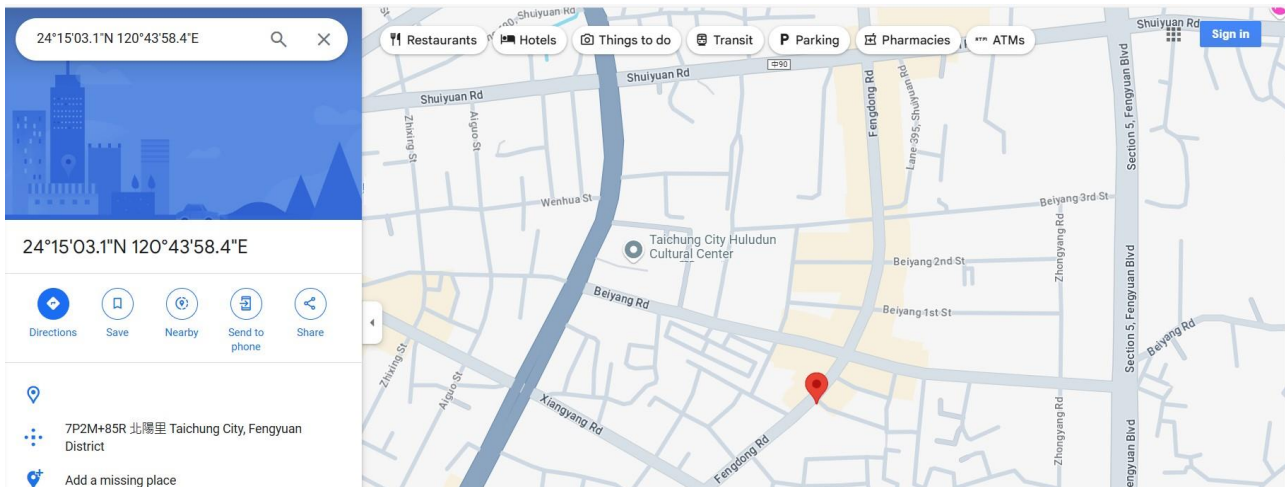 24°15'03.1"N 120°43'58.4"E
Restaurants
Hotels
Things to do
Transit
P Parking
Pharmacies
ATMs
Sign in
24°15'03.1"N 120°43'58.4"E
Directions
Save
Nearby
Send to
phone
Share
7P2M+85R 北陽里 Taichung City, Fengyuan
District
Add a missing place
Shuiyuan Rd
Shuiyuan Rd
中90
Shuiyuan Rd
Shuiyuan Rd
Zhixing St
Aiguo St
Fengdong Rd
Lane 395, Shuiyuan Rd
Section 5, Fengyuan Blvd
Wenhua St
Beiyang 3rd St
Taichung City Huludun
Cultural Center
Beiyang 2nd St
Zhongyang Rd
Beiyang Rd
Beiyang 1st St
Section 5, Fengyuan Blvd
Beiyang Rd
Zhixing St
Aiguo St
Xiangyang Rd
Fengdong Rd
Zhongyang Rd